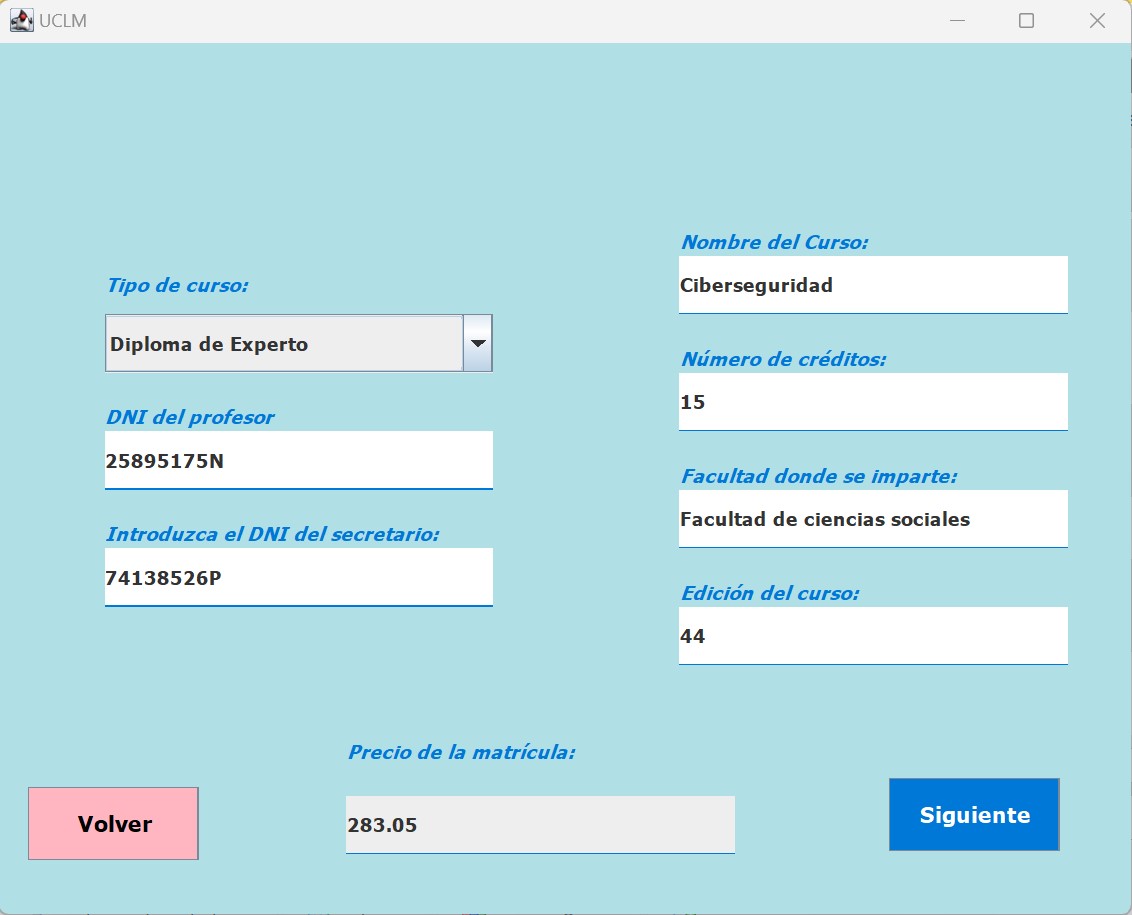 UCLM
Tipo de curso:
Diploma de Experto
DNI del profesor
25895175N
Introduzca el DNI del secretario:
74138526P
Nombre del Curso:
Ciberseguridad
Número de créditos:
15
Facultad donde se imparte:
Facultad de ciencias sociales
Edición del curso:
44
Precio de la matrícula:
283.05
Volver
Siguiente